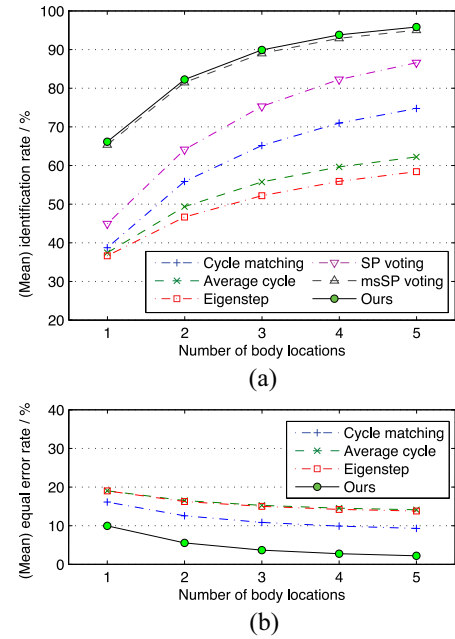 (Mean) identification rate / %
100
90
80
70
60
50
40
30
20
Cycle matching
Average cycle
Eigenstep
SP voting
msSP voting
Ours
1 2 3 4 5
Number of body locations
(a)
(Mean) equal error rate / %
40
30
20
10
0
Cycle matching
Average cycle
Eigenstep
Ours
1 2 3 4 5
Number of body locations
(b)